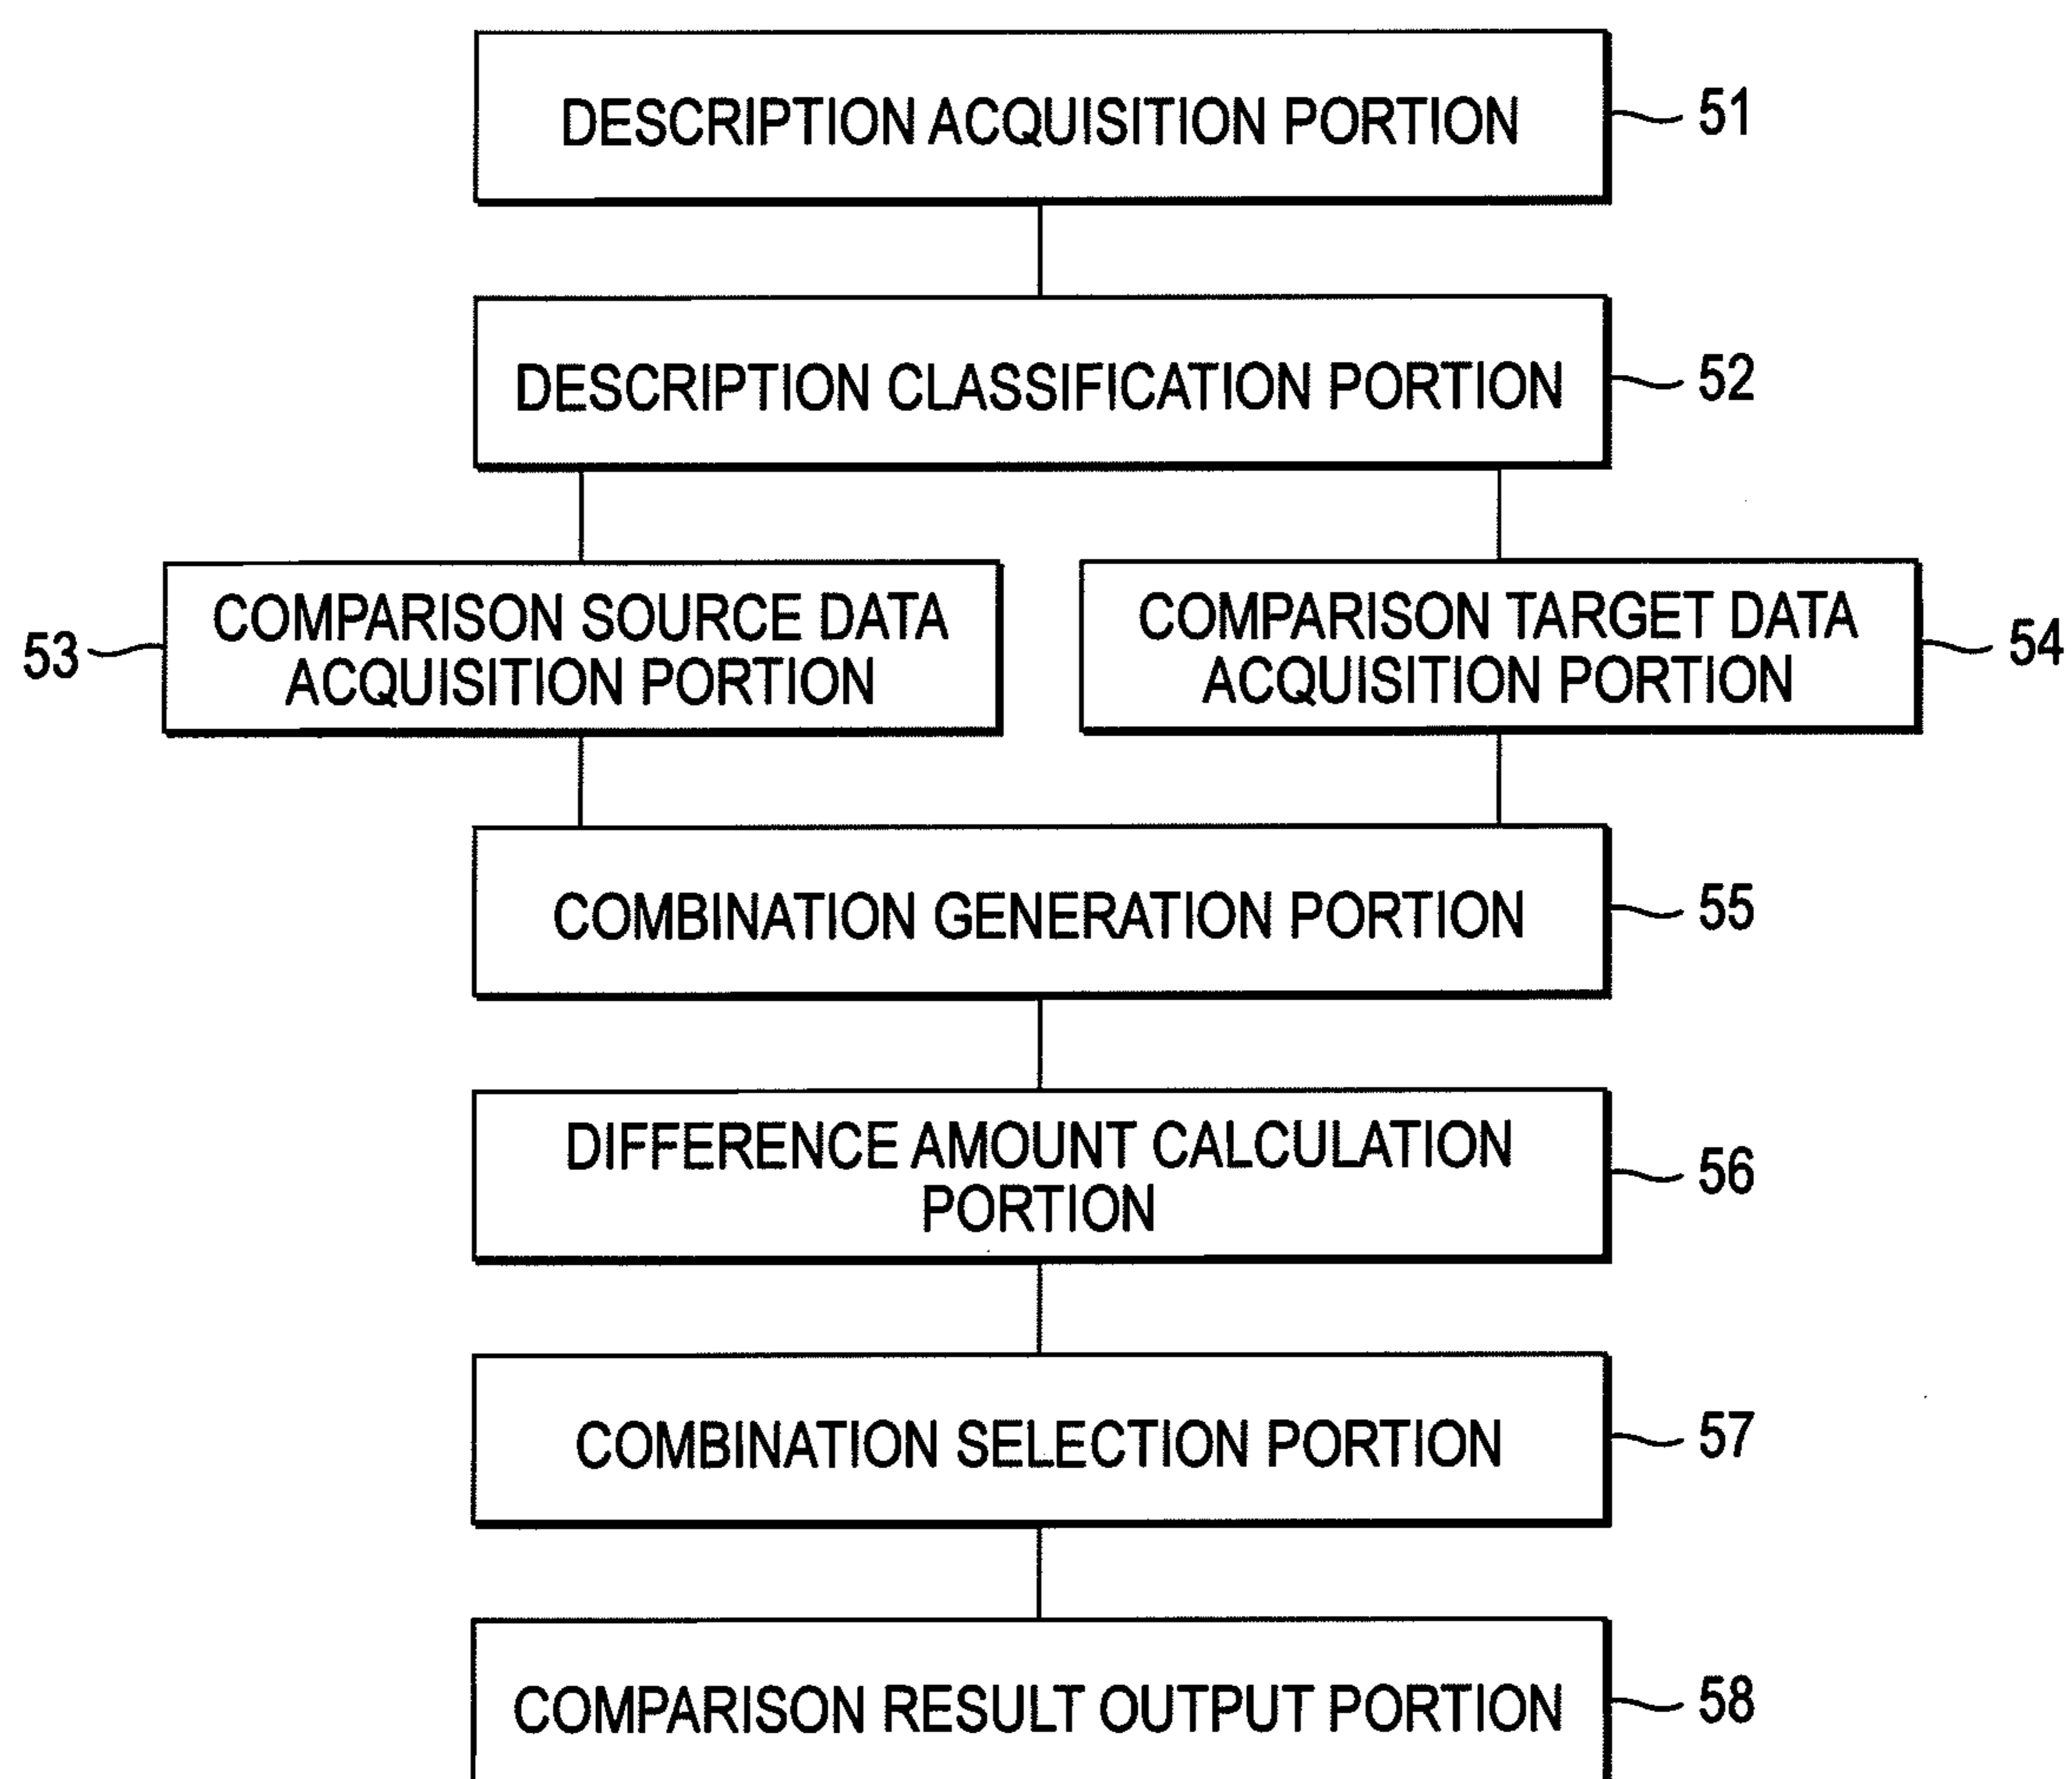 DESCRIPTION ACQUISITION PORTION
51
DESCRIPTION CLASSIFICATION PORTION
52
53
COMPARISON SOURCE DATA
ACQUISITION PORTION
COMPARISON TARGET DATA
ACQUISITION PORTION
54
COMBINATION GENERATION PORTION
55
DIFFERENCE AMOUNT CALCULATION
PORTION
56
COMBINATION SELECTION PORTION
57
COMPARISON RESULT OUTPUT PORTION
58